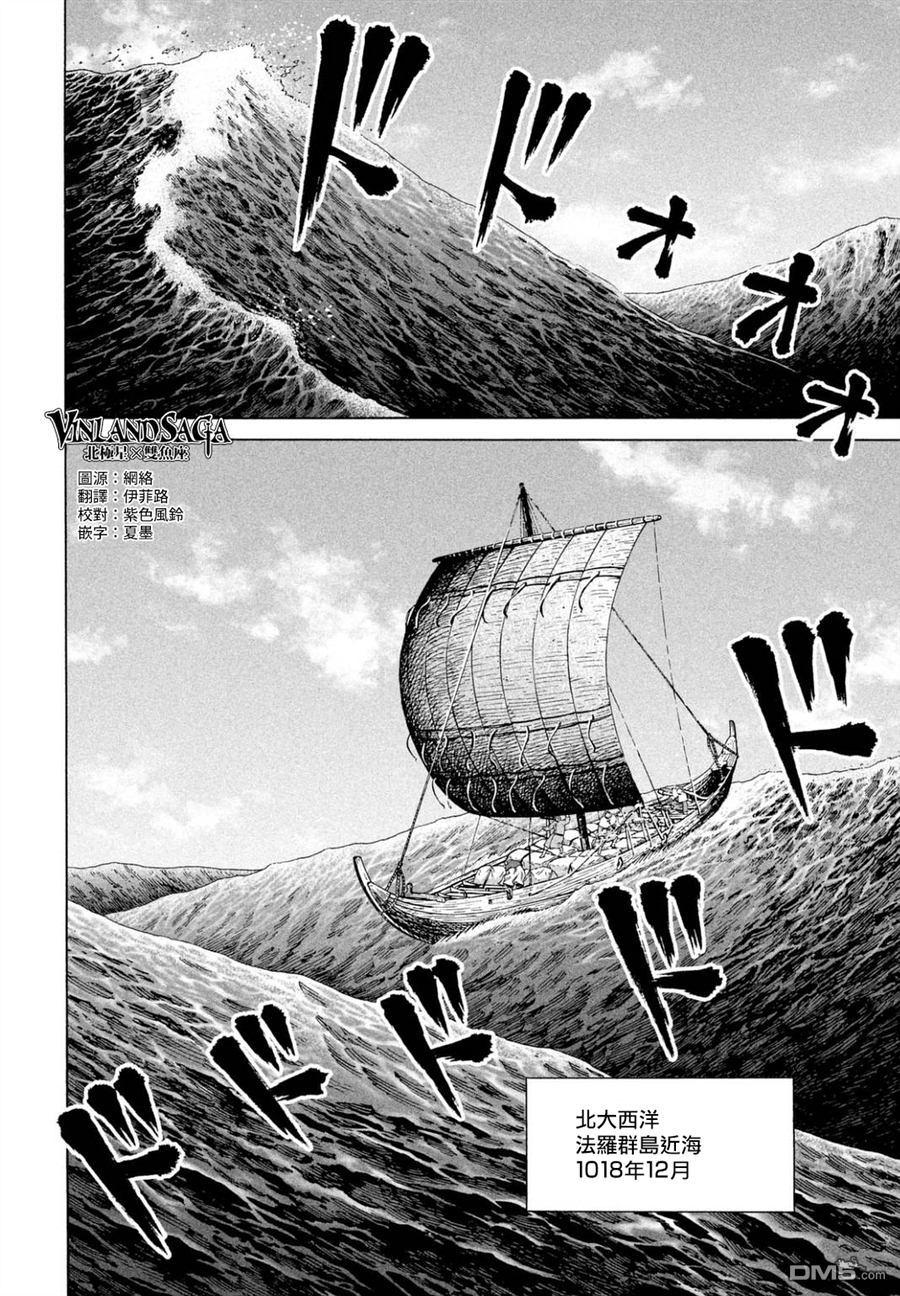 ドドォォォ
VINLAND SAGA
北極星×雙魚座
圖源：網絡
翻譯：伊菲路
校對：紫色風鈴
嵌字：夏墨
ドド
ド
ドドド
北大西洋
法羅群島近海
1018年12月
DM5.com